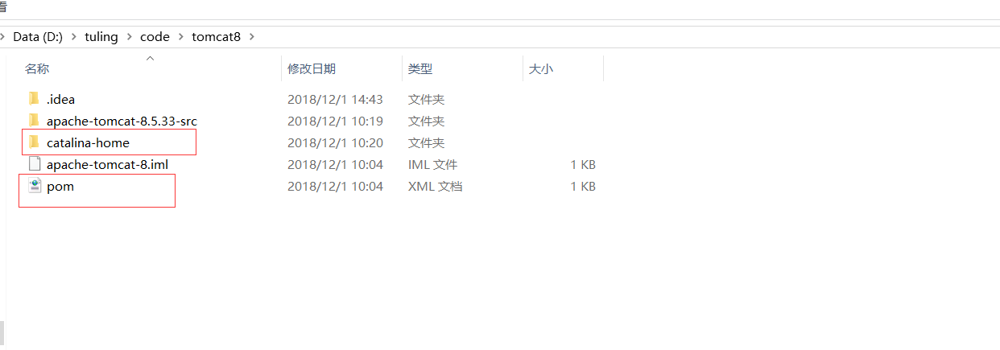 看
Data (D:) tuling code tomcat8
名称 修改日期 类型 大小
.idea 2018/12/1 14:43 文件夹
apache-tomcat-8.5.33-src 2018/12/1 10:19 文件夹
catalina-home 2018/12/1 10:20 文件夹
apache-tomcat-8.iml 2018/12/1 10:04 IML 文件 1 KB
pom 2018/12/1 10:04 XML 文档 1 KB